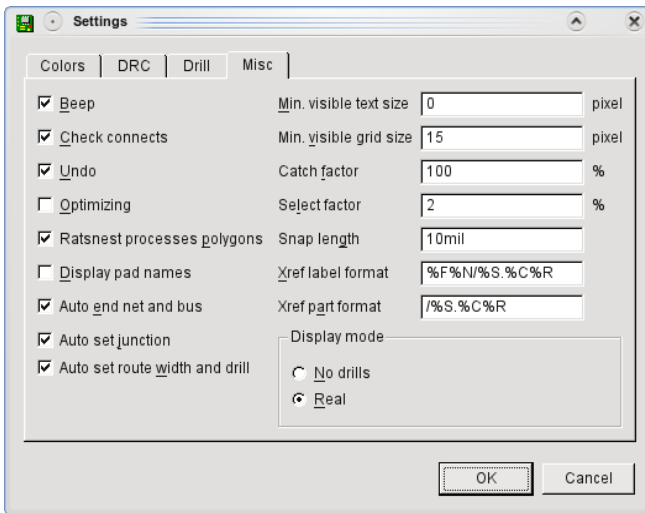 Settings
Colors DRC Drill Misc
Beep Min. visible text size 0 pixel
Check connects Min. visible grid size 15 pixel
Undo Catch factor 100 %
Optimizing Select factor 2 %
Ratsnest processes polygons Snap length 10mil
Display pad names Xref label format %F%N/%S.%C%R
Auto end net and bus Xref part format /%S.%C%R
Auto set junction Display mode
Auto set route width and drill No drills
Real
OK Cancel